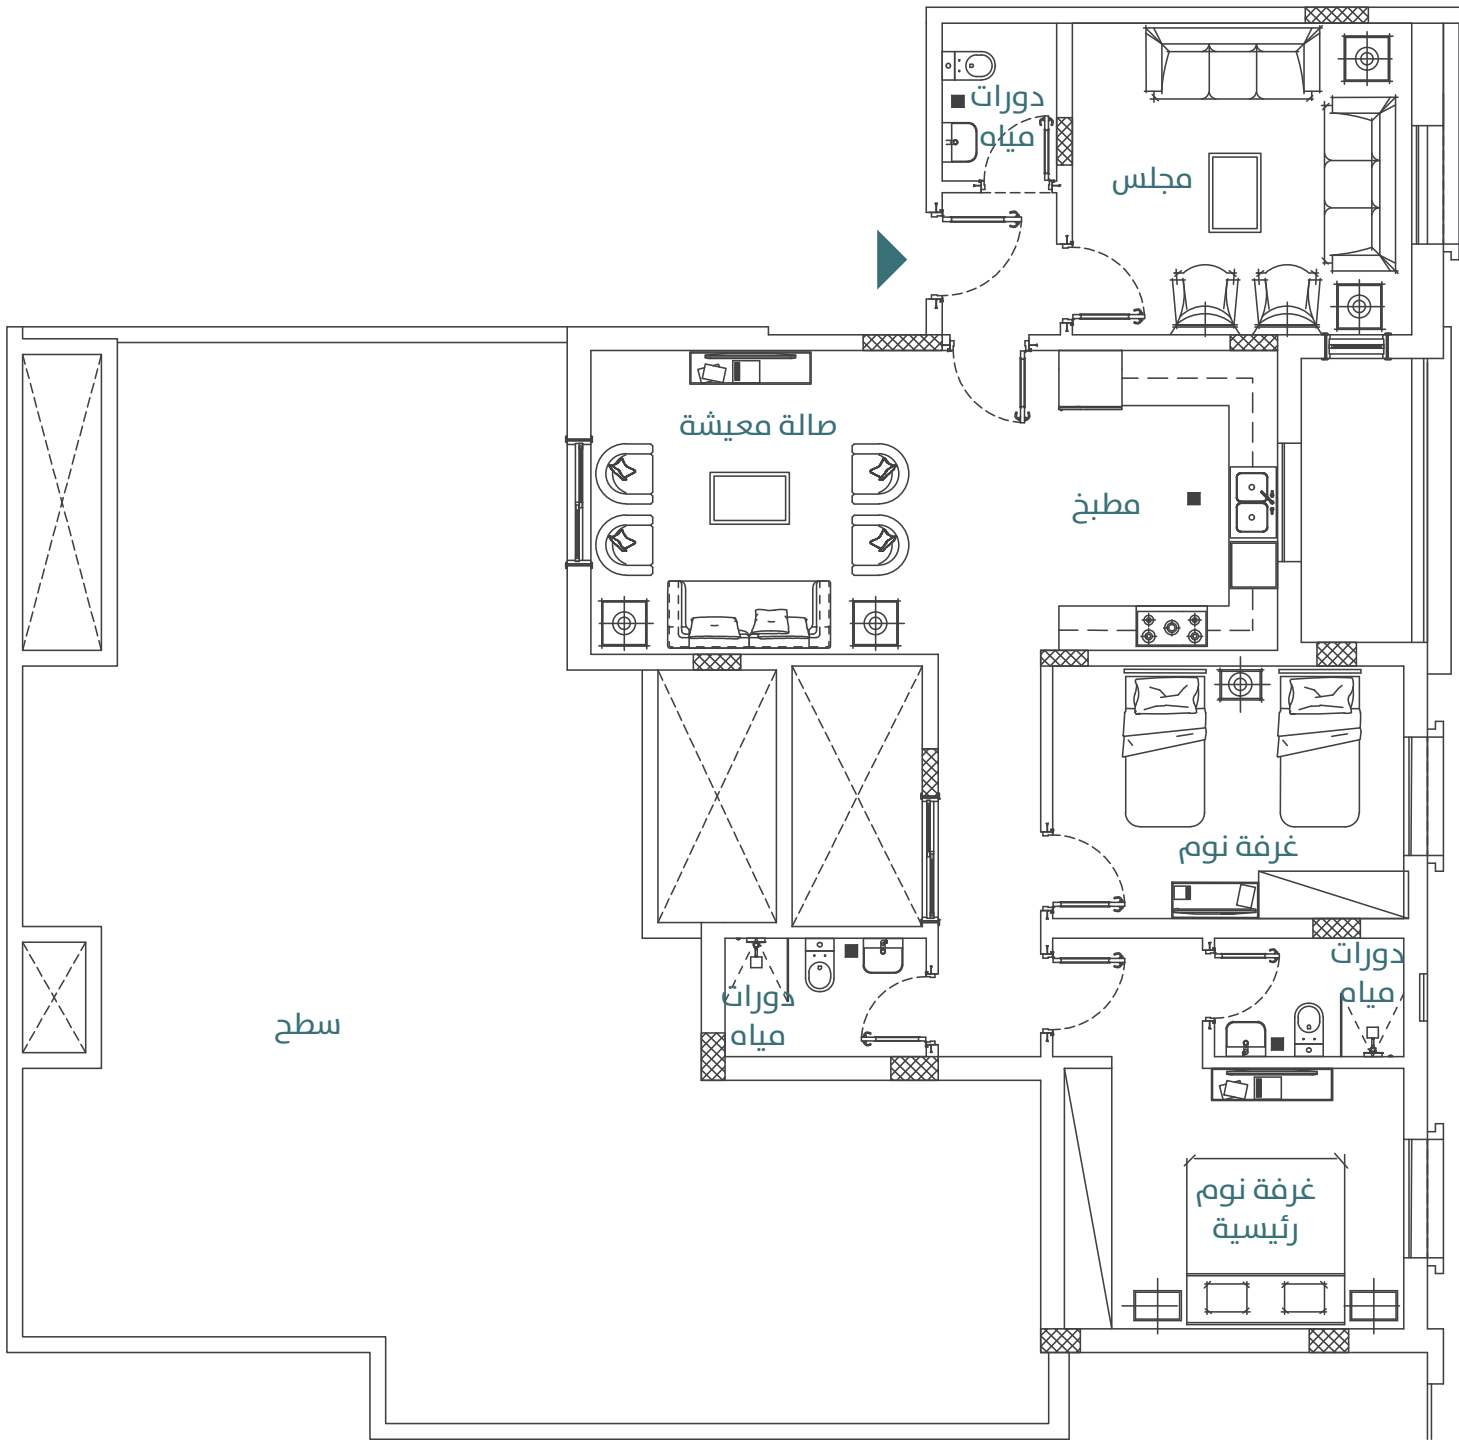 دورات
مياه
مجلس
صالة معيشة
مطبخ
غرفة نوم
دورات
مياه
دورات
مياه
سطح
غرفة نوم
رئيسية